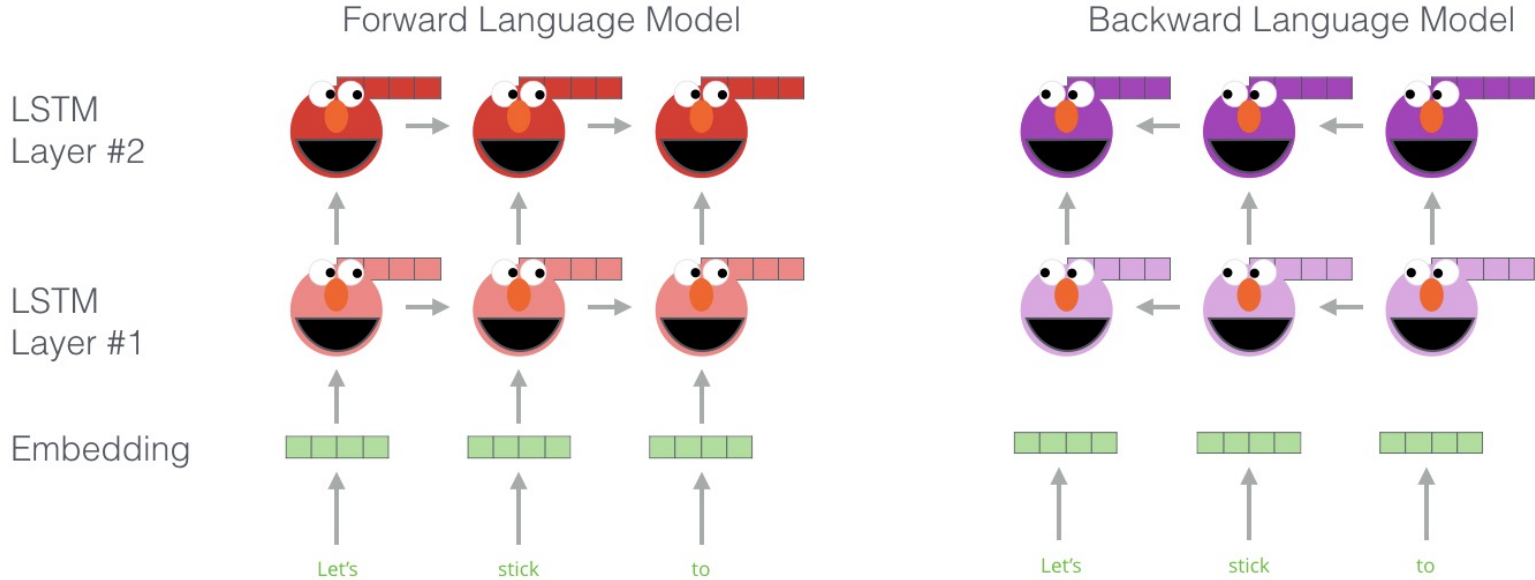 Forward Language Model
Backward Language Model
LSTM
Layer #2
LSTM
Layer #1
Embedding
Let's
stick
to
Let's
stick
to